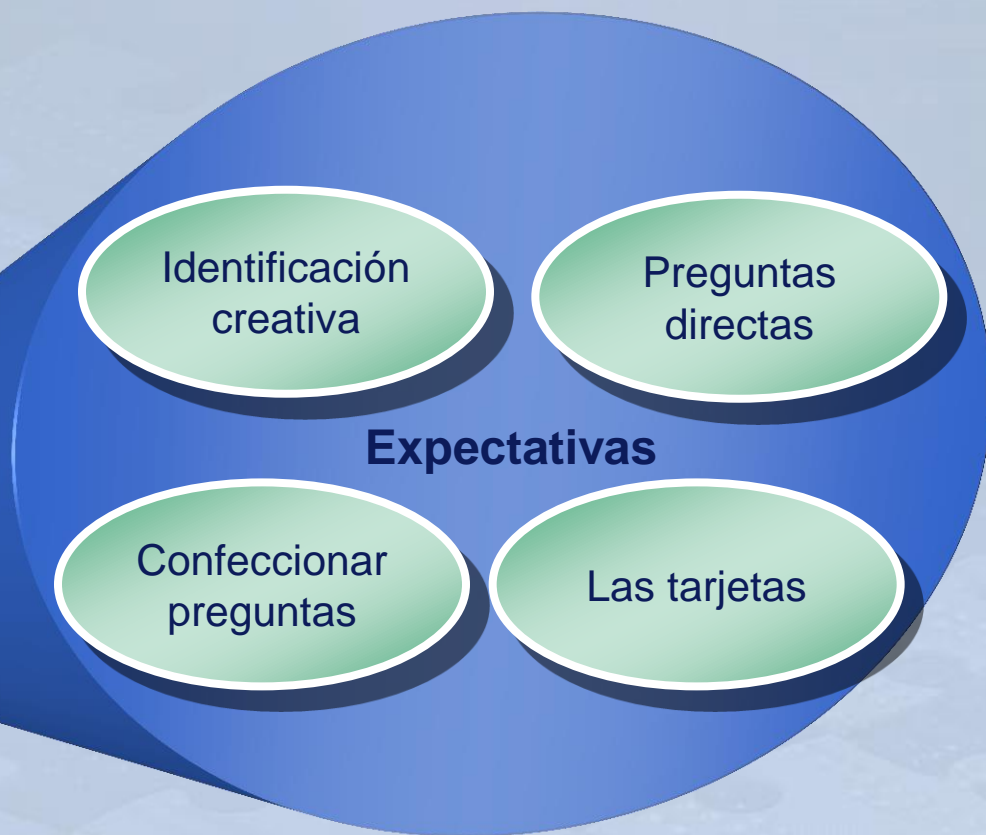 Identificación
creativa
Preguntas
directas
Expectativas
Confeccionar
preguntas
Las tarjetas